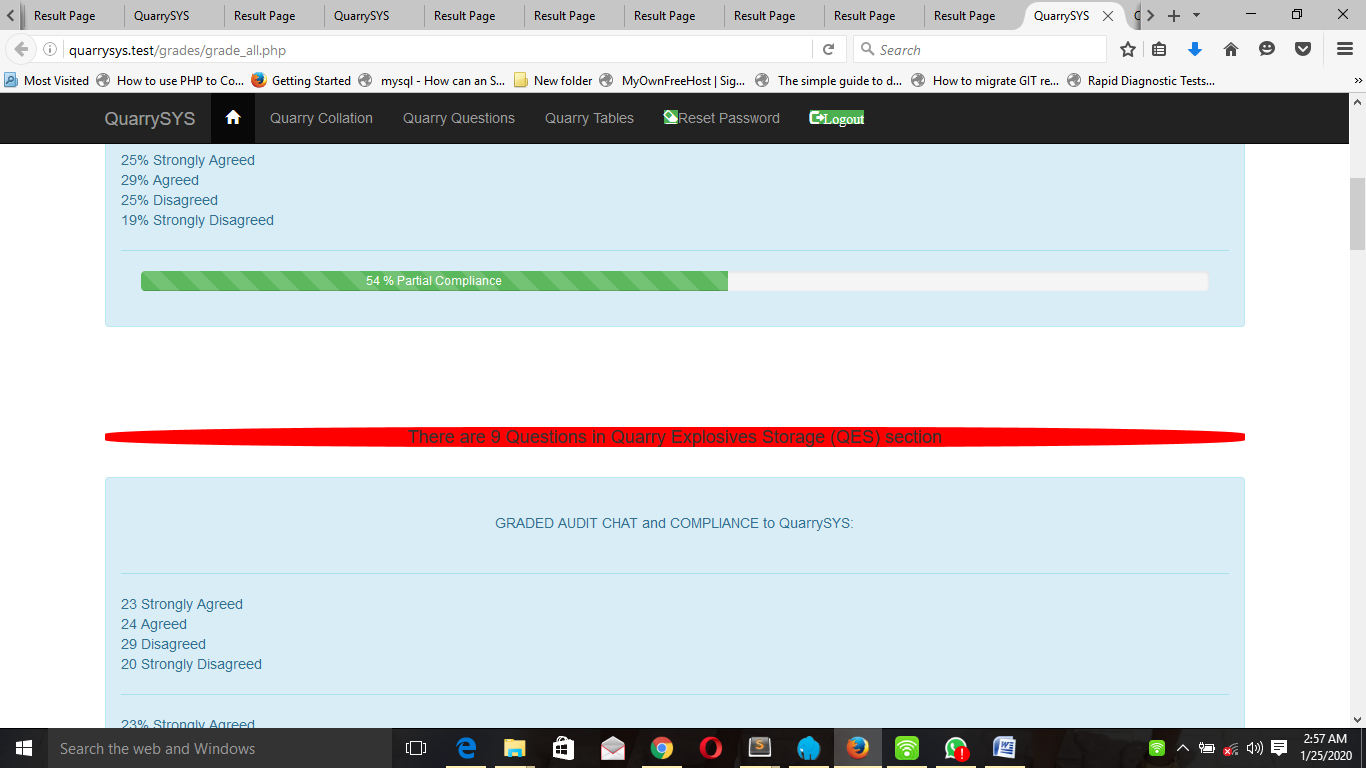 Result Page
QuarrySYS
Result Page
QuarrySYS
Result Page
Result Page
Result Page
Result Page
Result Page
Result Page
QuarrySYS
quarrysys.test/grades/grade_all.php
Search
Most Visited
How to use PHP to Co...
Getting Started
mysql - How can an S...
New folder
MyOwnFreeHost | Sig...
The simple guide to d...
How to migrate GIT re...
Rapid Diagnostic Tests...
QuarrySYS
Quarry Collation
Quarry Questions
Quarry Tables
Reset Password
Logout
25% Strongly Agreed
29% Agreed
25% Disagreed
19% Strongly Disagreed
54 % Partial Compliance
There are 9 Questions in Quarry Explosives Storage (QES) section
GRADED AUDIT CHAT and COMPLIANCE to QuarrySYS:
23 Strongly Agreed
24 Agreed
29 Disagreed
20 Strongly Disagreed
23% Strongly Agreed
Search the web and Windows
2:57 AM
1/25/2020